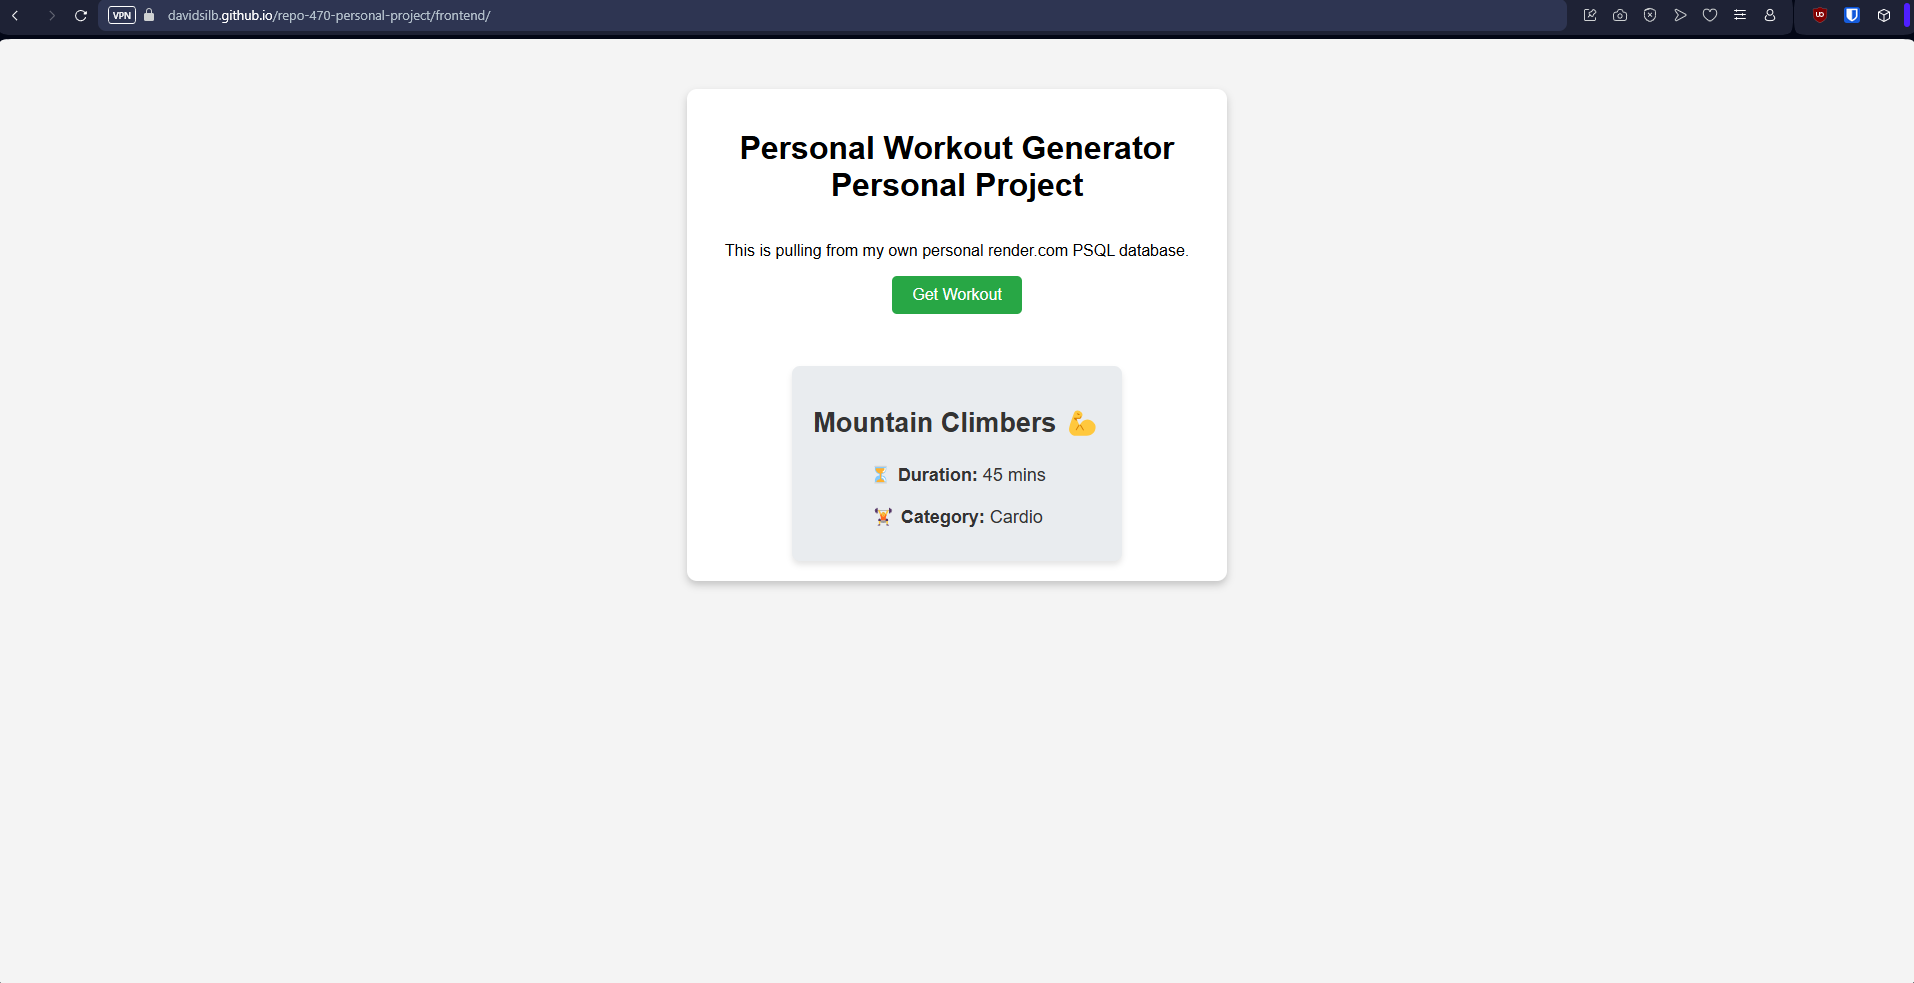 VPN davidsilb.github.io/repo-470-personal-project/frontend/
Personal Workout Generator
Personal Project
This is pulling from my own personal render.com PSQL database.
Get Workout
Mountain Climbers 💪
⏳ Duration: 45 mins
🏋️ Category: Cardio